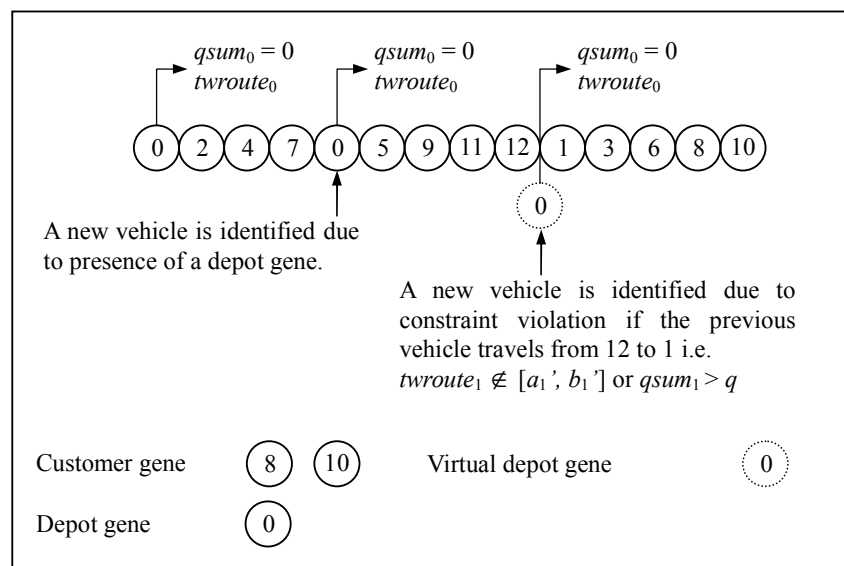 qsum₀ = 0 qsum₀ = 0 qsum₀ = 0
twroute₀ twroute₀ twroute₀
0 2 4 7 0 5 9 11 12 1 3 6 8 10
0
A new vehicle is identified due
to presence of a depot gene.
A new vehicle is identified due to
constraint violation if the previous
vehicle travels from 12 to 1 i.e.
twroute₁ ∉ [a₁’, b₁’] or qsum₁ > q
Customer gene 8 10 Virtual depot gene 0
Depot gene 0